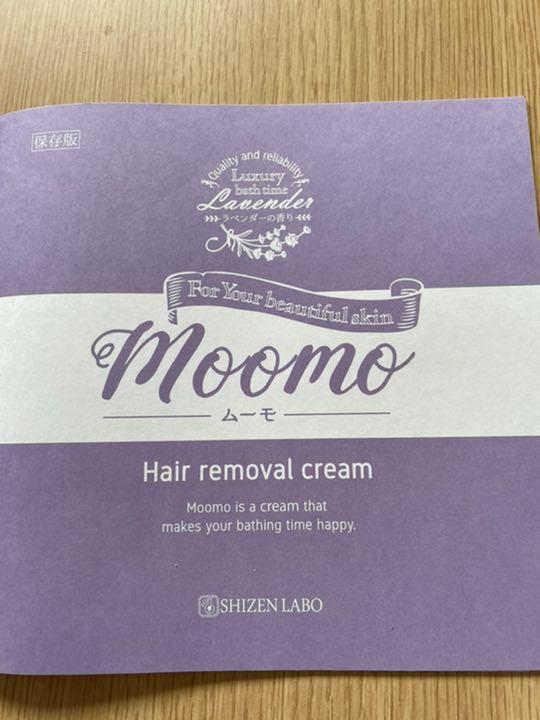 保存版
Quality and reliability
Luxury
bath time
Lavender
ラベンダーの香り
For Your beautiful skin
Moomo
ムーモ
Hair removal cream
Moomo is a cream that
makes your bathing time happy.
SHIZEN LABO